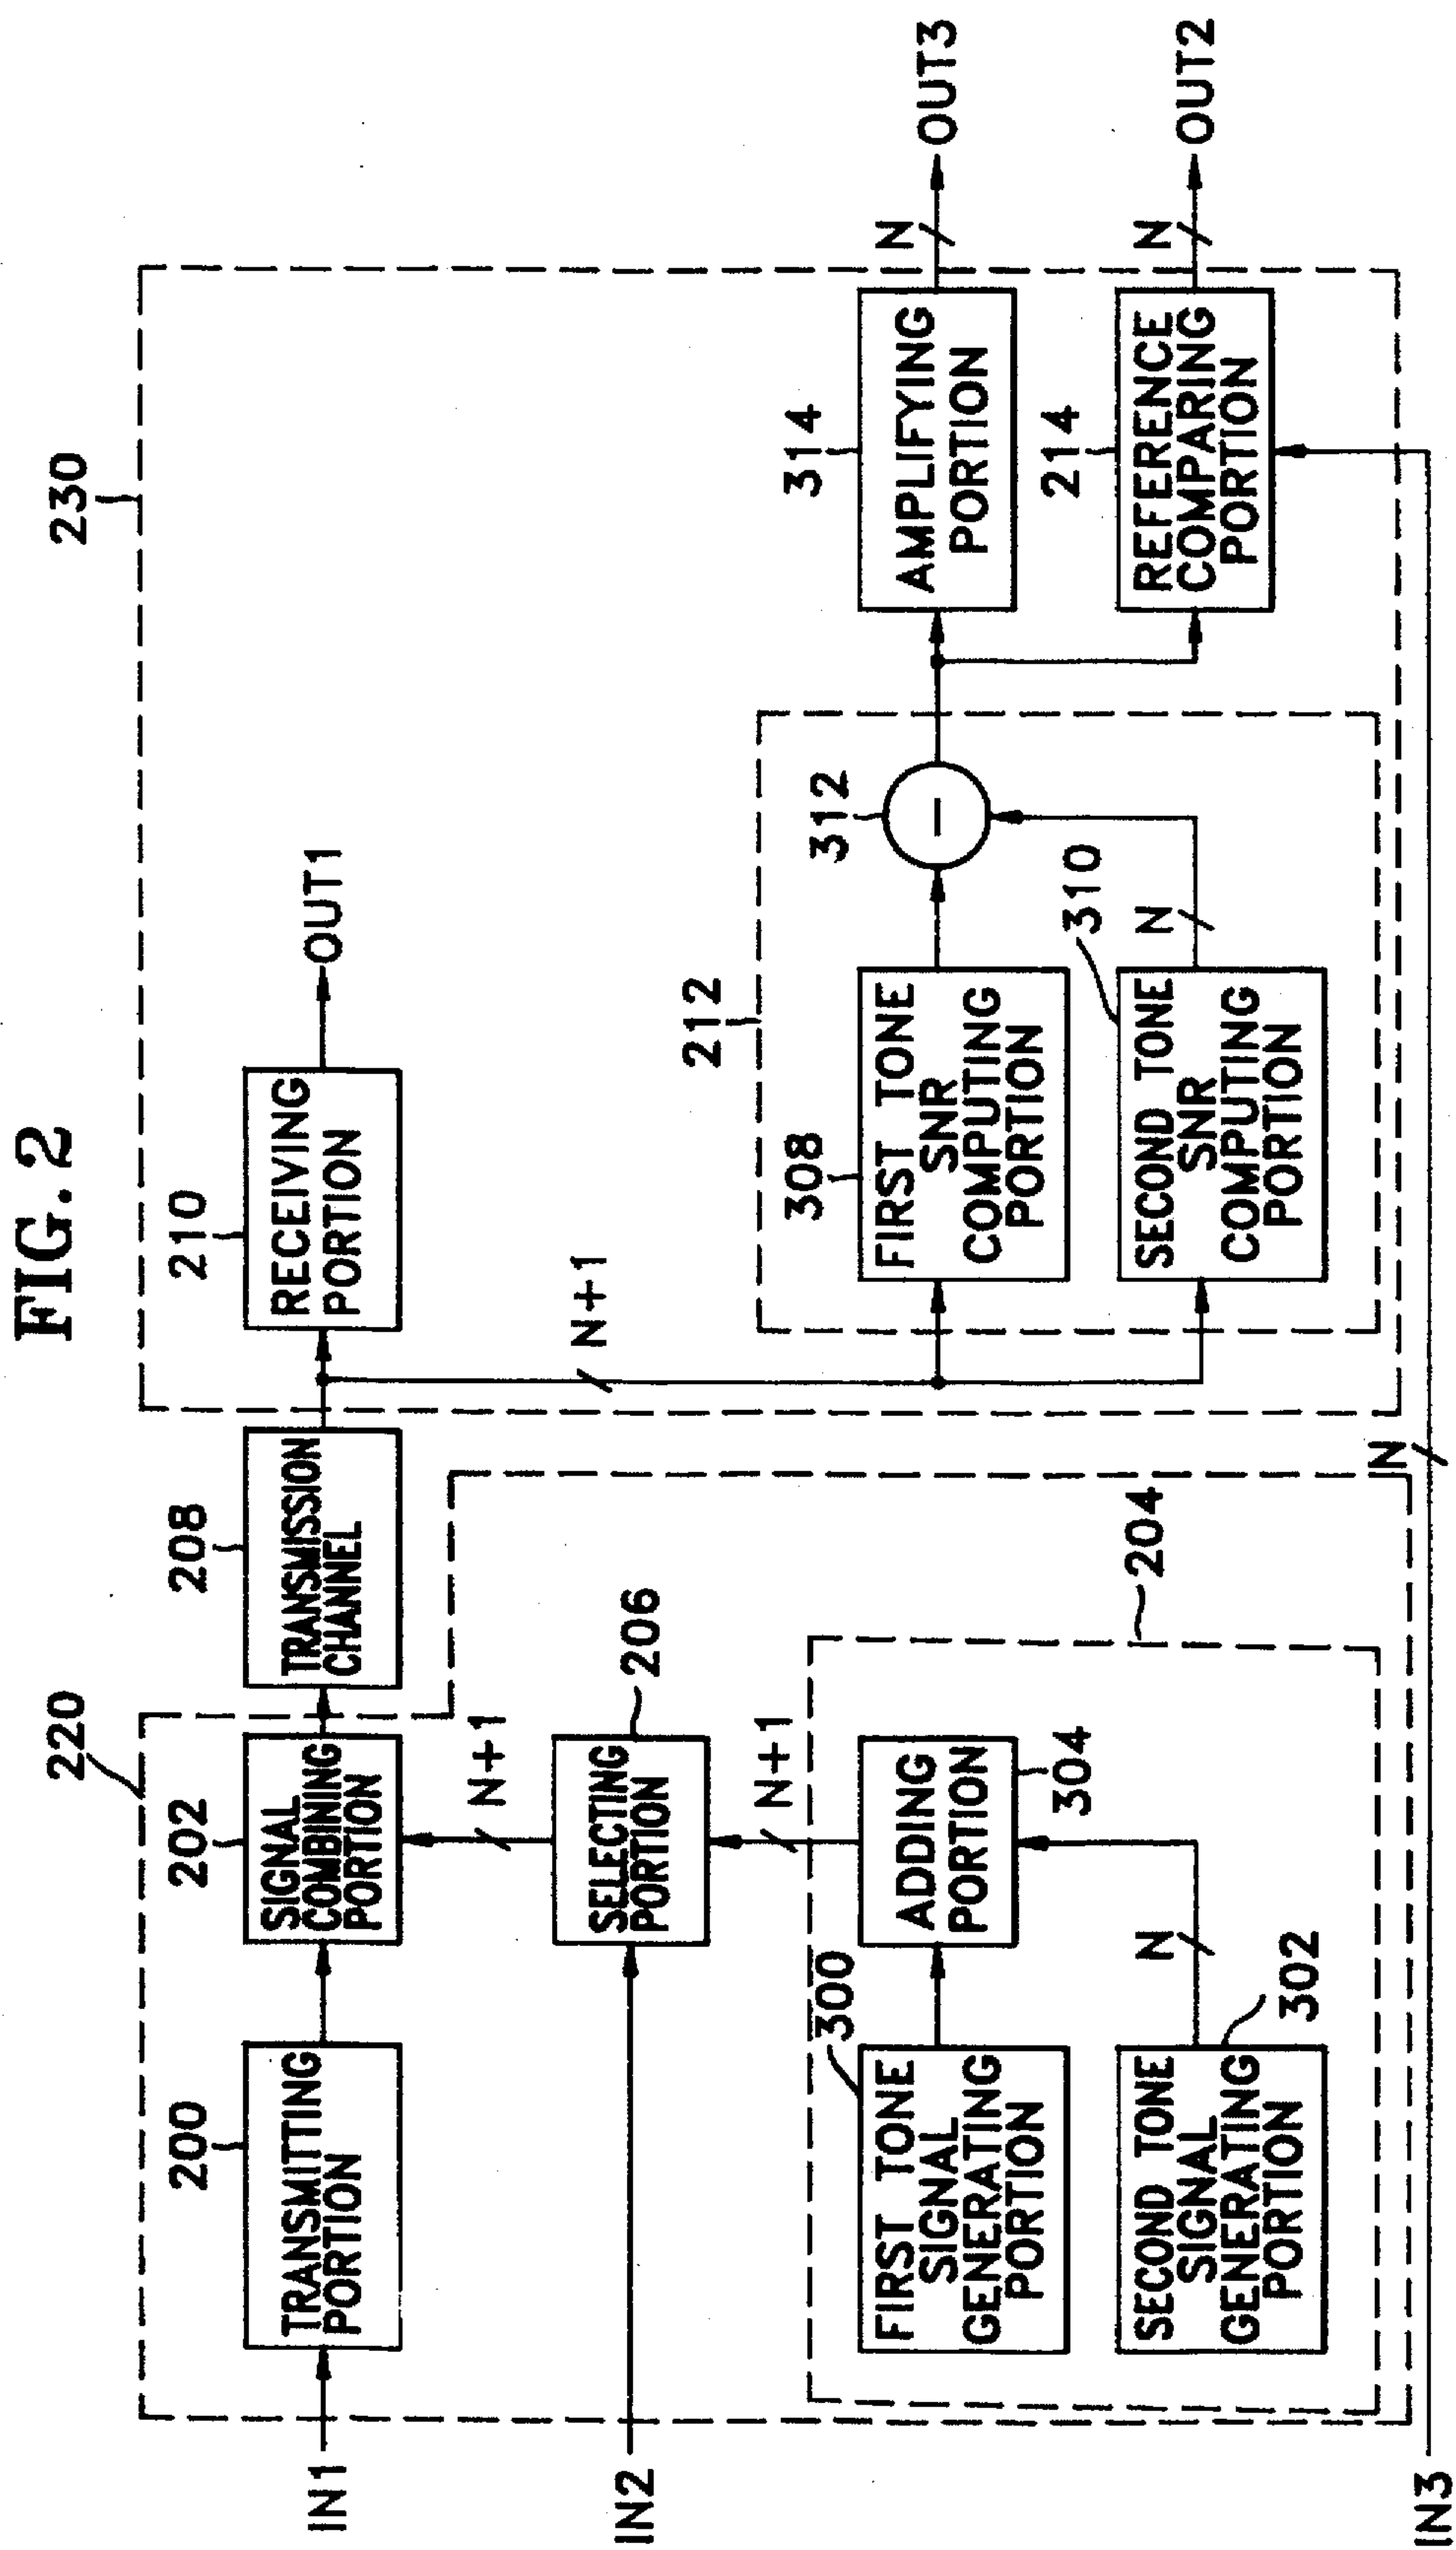 FIG. 2
220
230
200
TRANSMITTING
PORTION
202
SIGNAL
COMBINING
PORTION
208
TRANSMISSION
CHANNEL
210
RECEIVING
PORTION
IN1
OUT1
N+1
N+1
206
SELECTING
PORTION
IN2
N+1
204
300
FIRST TONE
SIGNAL
GENERATING
PORTION
ADDING
PORTION
304
N
302
SECOND TONE
SIGNAL
GENERATING
PORTION
212
308
FIRST TONE
SNR
COMPUTING
PORTION
312
−
310
N
SECOND TONE
SNR
COMPUTING
PORTION
314
AMPLIFYING
PORTION
N
OUT3
214
REFERENCE
COMPARING
PORTION
N
OUT2
IN3
N